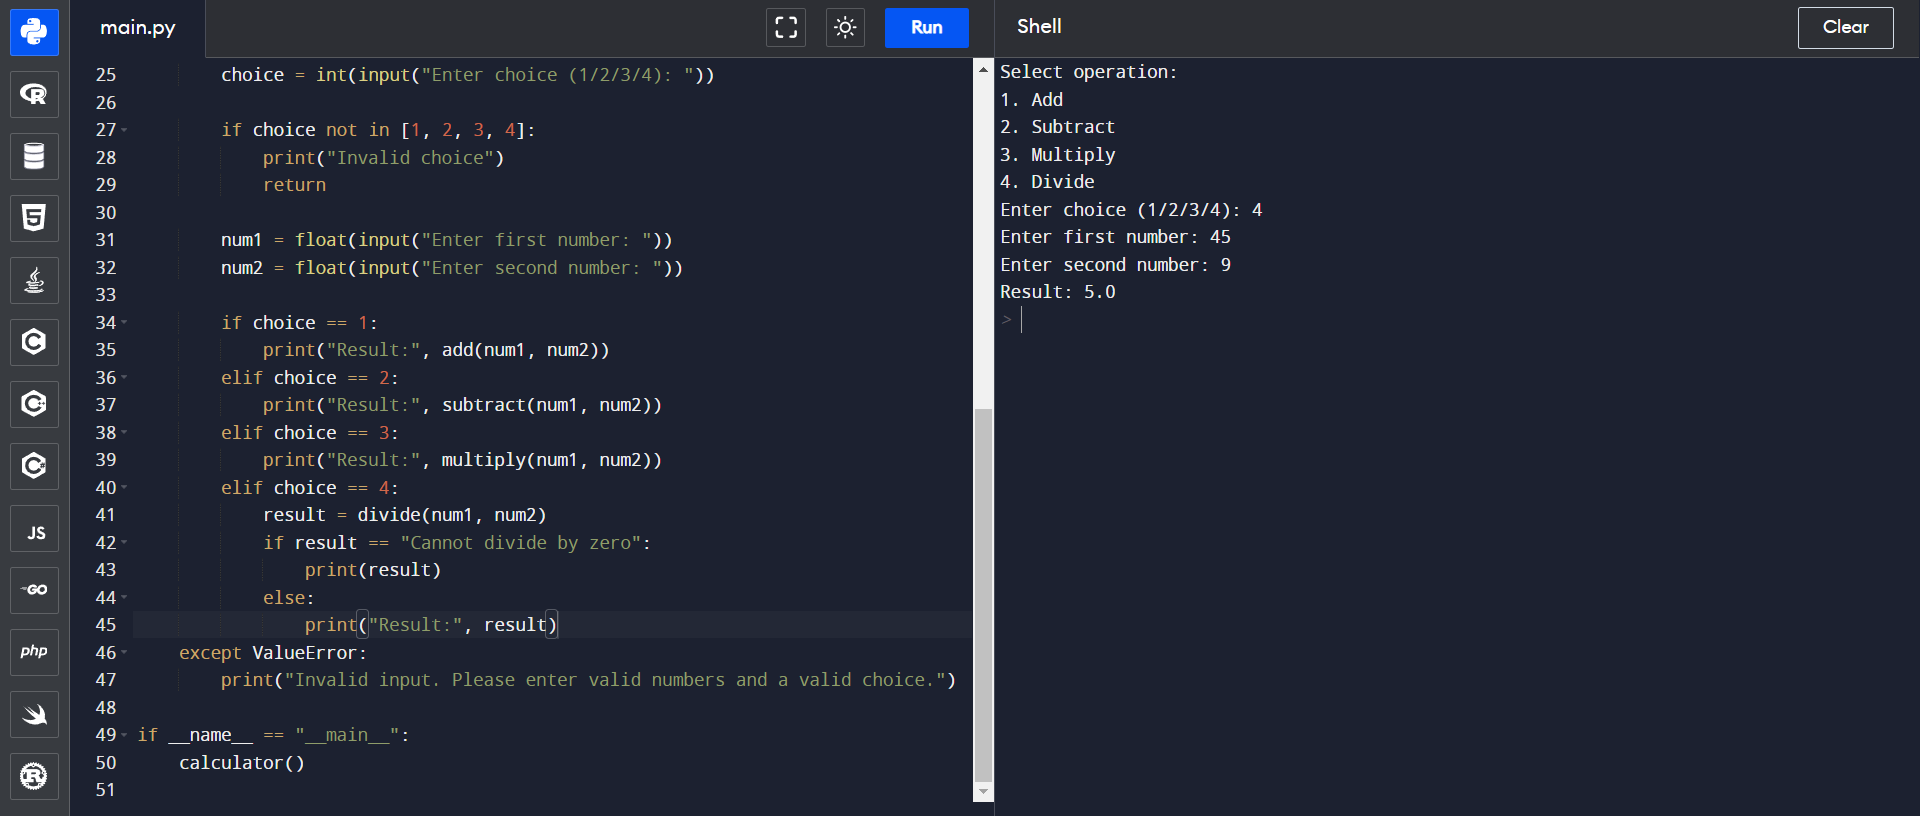 main.py
Run
Shell
Clear
25 choice = int(input("Enter choice (1/2/3/4): "))
26
27 if choice not in [1, 2, 3, 4]:
28 print("Invalid choice")
29 return
30
31 num1 = float(input("Enter first number: "))
32 num2 = float(input("Enter second number: "))
33
34 if choice == 1:
35 print("Result:", add(num1, num2))
36 elif choice == 2:
37 print("Result:", subtract(num1, num2))
38 elif choice == 3:
39 print("Result:", multiply(num1, num2))
40 elif choice == 4:
41 result = divide(num1, num2)
42 if result == "Cannot divide by zero":
43 print(result)
44 else:
45 print("Result:", result)
46 except ValueError:
47 print("Invalid input. Please enter valid numbers and a valid choice.")
48
49 if __name__ == "__main__":
50 calculator()
51
Select operation:
1. Add
2. Subtract
3. Multiply
4. Divide
Enter choice (1/2/3/4): 4
Enter first number: 45
Enter second number: 9
Result: 5.0
>
R
5
C
C
C
JS
GO
php
R